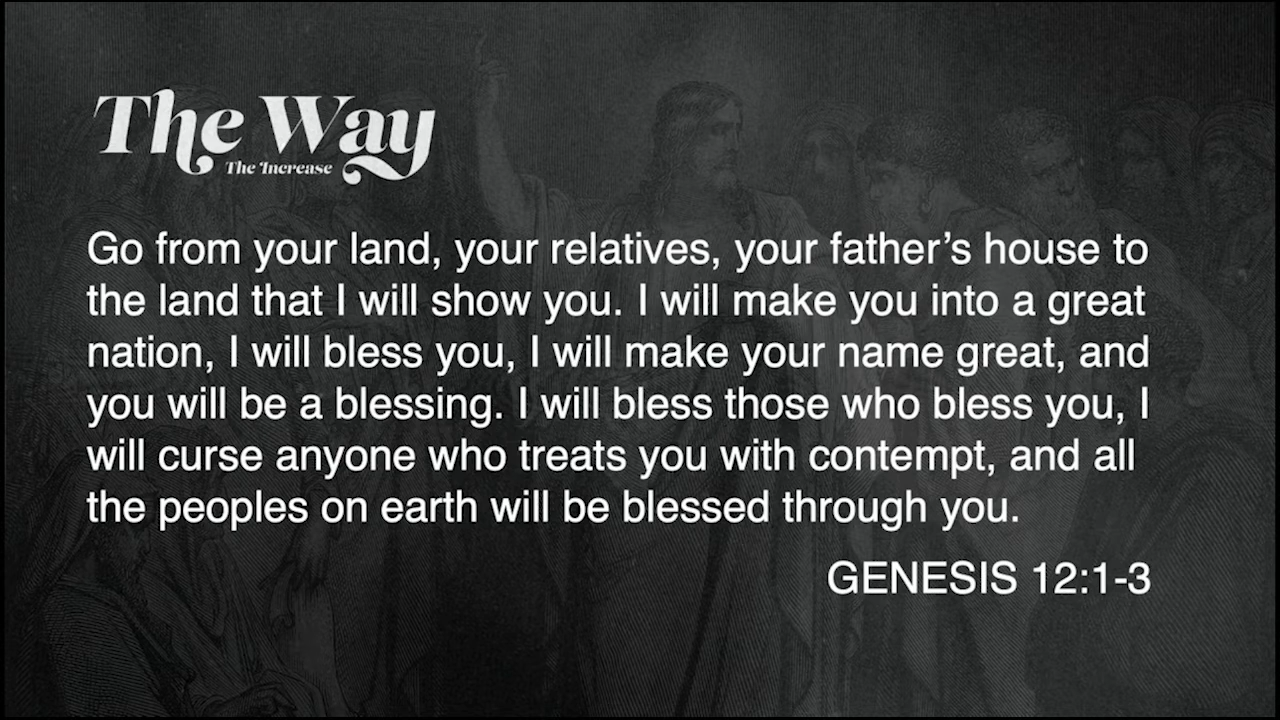 The Way
The Increase
Go from your land, your relatives, your father’s house to
the land that I will show you. I will make you into a great
nation, I will bless you, I will make your name great, and
you will be a blessing. I will bless those who bless you, I
will curse anyone who treats you with contempt, and all
the peoples on earth will be blessed through you.
GENESIS 12:1-3